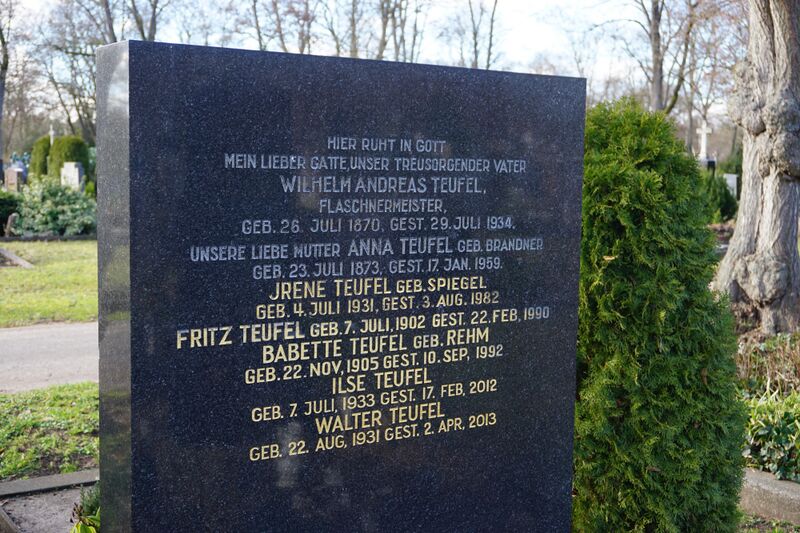 HIER RUHT IN GOTT
MEIN LIEBER GATTE, UNSER TREUSORGENDER VATER
WILHELM ANDREAS TEUFEL,
FLASCHNERMEISTER,
GEB. 26. JULI 1870, GEST. 29. JULI 1934,
UNSERE LIEBE MUTTER ANNA TEUFEL GEB. BRANDNER
GEB. 23. JULI 1873, GEST. 17. JAN. 1959.
JRENE TEUFEL GEB. SPIEGEL
GEB. 4. JULI 1931, GEST. 3. AUG. 1982
FRITZ TEUFEL GEB. 7. JULI, 1902 GEST. 22. FEB, 1990
BABETTE TEUFEL GEB. REHM
GEB. 22. NOV, 1905 GEST. 10. SEP, 1992
ILSE TEUFEL
GEB. 7. JULI, 1933 GEST. 17. FEB, 2012
WALTER TEUFEL
GEB. 22. AUG, 1931 GEST. 2. APR, 2013